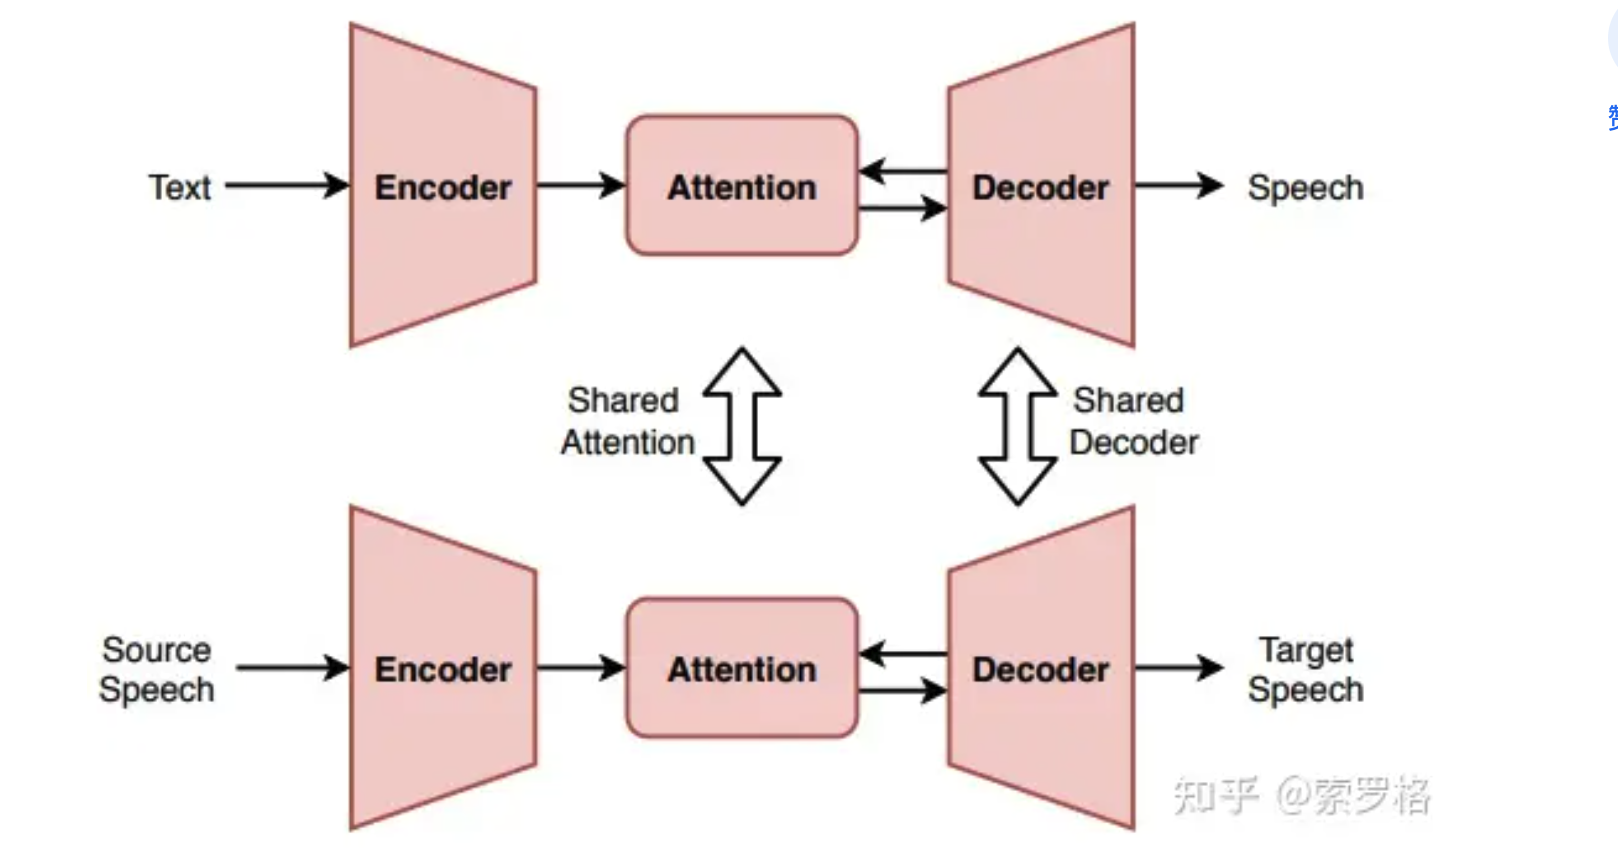 Text
Encoder
Attention
Decoder
Speech
Shared
Attention
Shared
Decoder
Source
Speech
Encoder
Attention
Decoder
Target
Speech
知乎 @索罗格